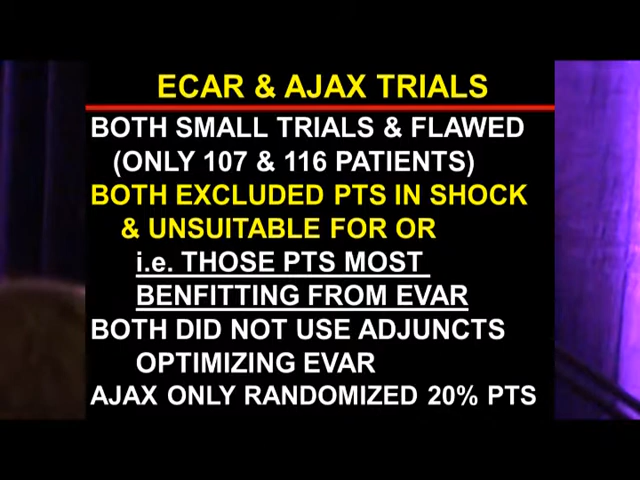 ECAR & AJAX TRIALS
BOTH SMALL TRIALS & FLAWED
(ONLY 107 & 116 PATIENTS)
BOTH EXCLUDED PTS IN SHOCK
& UNSUITABLE FOR OR
i.e. THOSE PTS MOST
BENFITTING FROM EVAR
BOTH DID NOT USE ADJUNCTS
OPTIMIZING EVAR
AJAX ONLY RANDOMIZED 20% PTS